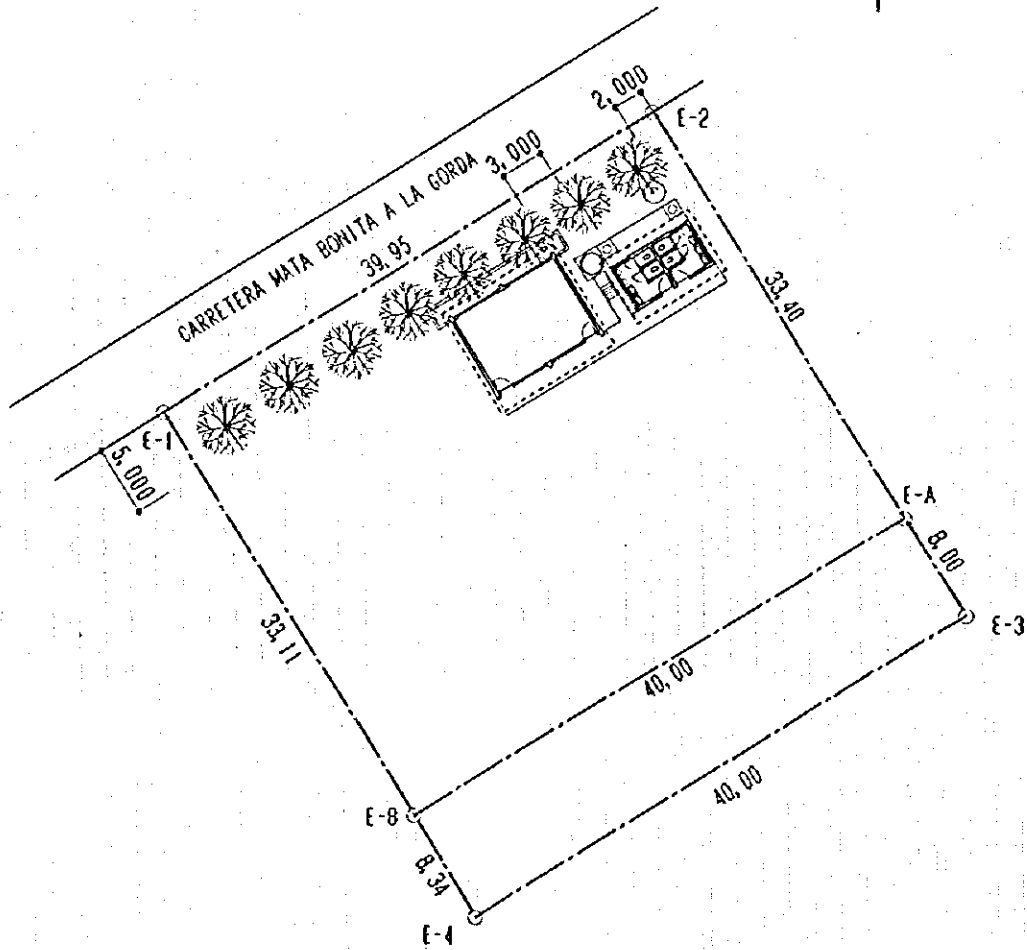 2,000
E-2
3,000
CARRETERA MATA BONITA A LA GORDA
39,95
33,40
E-1
5,000
E-A
8,00
E-3
33,11
40,00
40,00
E-8
8,34
E-4